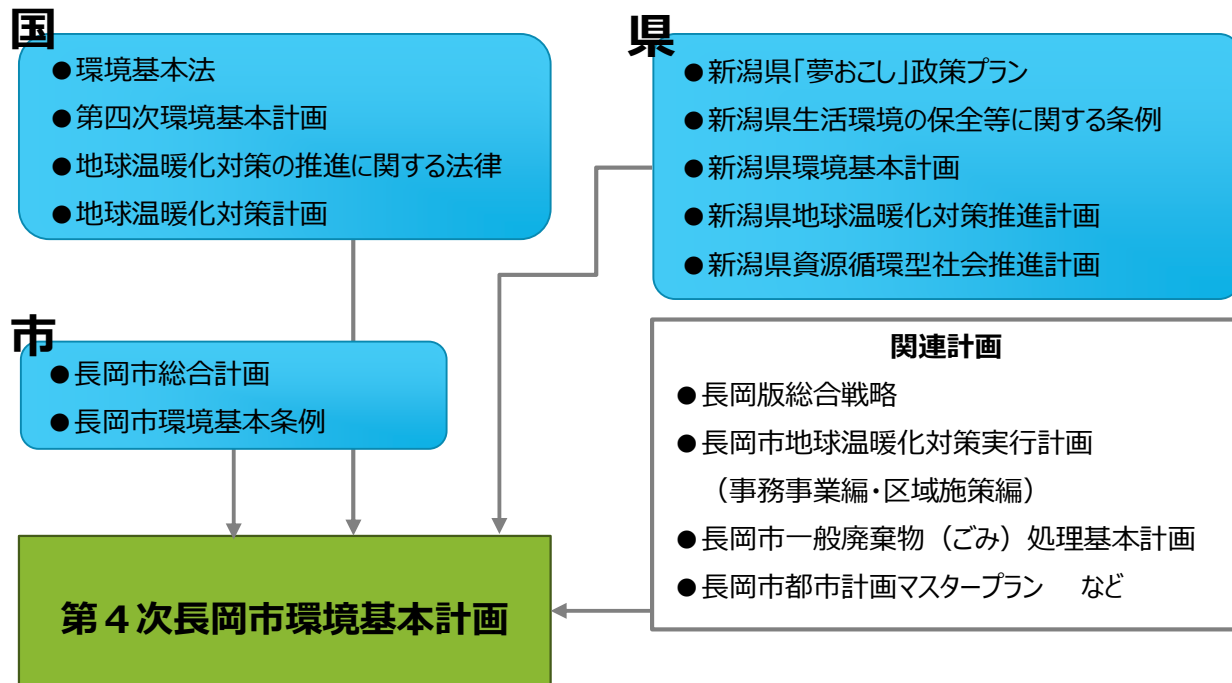 国
●環境基本法
●第四次環境基本計画
●地球温暖化対策の推進に関する法律
●地球温暖化対策計画
県
●新潟県「夢おこし」政策プラン
●新潟県生活環境の保全等に関する条例
●新潟県環境基本計画
●新潟県地球温暖化対策推進計画
●新潟県資源循環型社会推進計画
市
●長岡市総合計画
●長岡市環境基本条例
関連計画
●長岡版総合戦略
●長岡市地球温暖化対策実行計画
（事務事業編・区域施策編）
●長岡市一般廃棄物（ごみ）処理基本計画
●長岡市都市計画マスタープラン　など
第４次長岡市環境基本計画